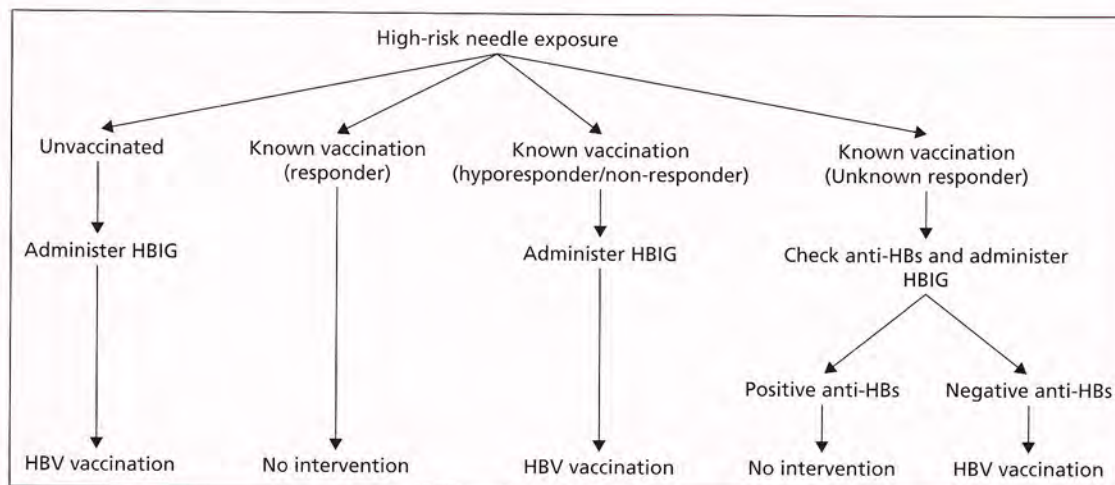 High-risk needle exposure
Unvaccinated
Known vaccination
(responder)
Known vaccination
(hyporesponder/non-responder)
Known vaccination
(Unknown responder)
Administer HBIG
Administer HBIG
Check anti-HBs and administer
HBIG
Positive anti-HBs
Negative anti-HBs
HBV vaccination
No intervention
HBV vaccination
No intervention
HBV vaccination